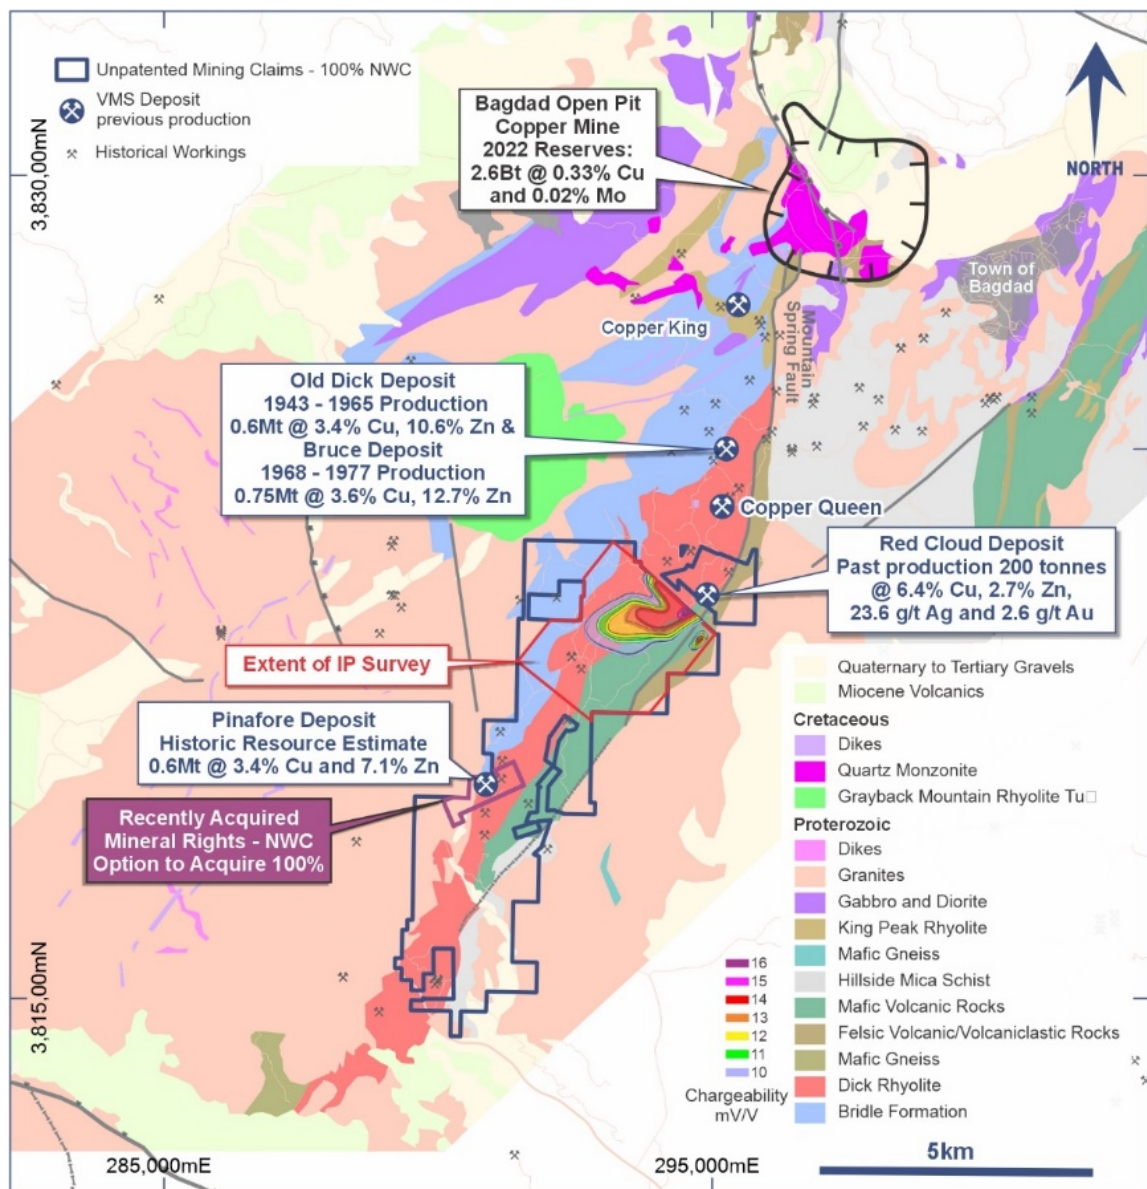 Unpatented Mining Claims - 100% NWC
VMS Deposit
previous production
Historical Workings
3,830,00mN
Bagdad Open Pit
Copper Mine
2022 Reserves:
2.6Bt @ 0.33% Cu
and 0.02% Mo
NORTH
Town of
Bagdad
Copper King
Mountain
Spring Fault
Old Dick Deposit
1943 - 1965 Production
0.6Mt @ 3.4% Cu, 10.6% Zn &
Bruce Deposit
1968 - 1977 Production
0.75Mt @ 3.6% Cu, 12.7% Zn
Copper Queen
Red Cloud Deposit
Past production 200 tonnes
@ 6.4% Cu, 2.7% Zn,
23.6 g/t Ag and 2.6 g/t Au
Extent of IP Survey
Pinafore Deposit
Historic Resource Estimate
0.6Mt @ 3.4% Cu and 7.1% Zn
Recently Acquired
Mineral Rights - NWC
Option to Acquire 100%
Quaternary to Tertiary Gravels
Miocene Volcanics
Cretaceous
Dikes
Quartz Monzonite
Grayback Mountain Rhyolite Tu□
Proterozoic
Dikes
Granites
Gabbro and Diorite
King Peak Rhyolite
Mafic Gneiss
Hillside Mica Schist
Mafic Volcanic Rocks
Felsic Volcanic/Volcaniclastic Rocks
Mafic Gneiss
Dick Rhyolite
Bridle Formation
16
15
14
13
12
11
10
Chargeability
mV/V
3,815,00mN
285,000mE
295,000mE
5km